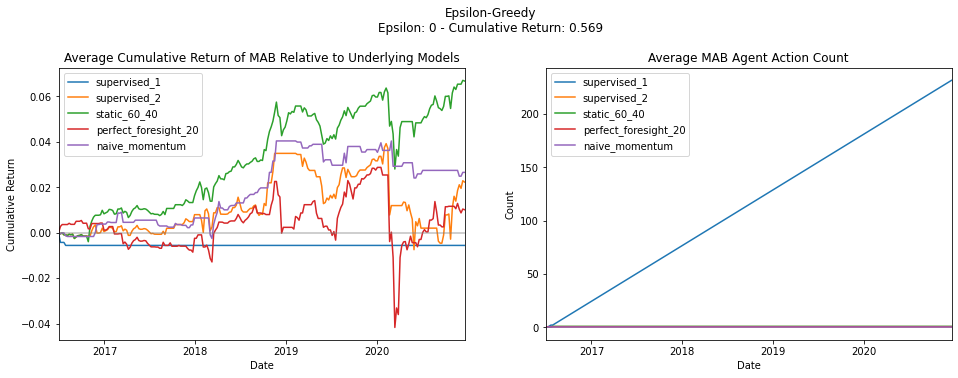 Epsilon-Greedy
Epsilon: 0 - Cumulative Return: 0.569
Average Cumulative Return of MAB Relative to Underlying Models
supervised_1
supervised_2
static_60_40
perfect_foresight_20
naive_momentum
Cumulative Return
0.06
0.04
0.02
0.00
−0.02
−0.04
2017
2018
2019
2020
Date
Average MAB Agent Action Count
supervised_1
supervised_2
static_60_40
perfect_foresight_20
naive_momentum
Count
200
150
100
50
0
2017
2018
2019
2020
Date